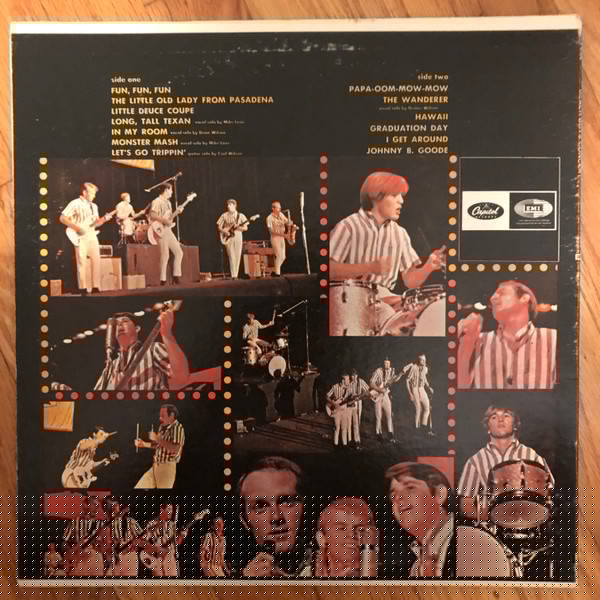 side one
FUN, FUN, FUN
THE LITTLE OLD LADY FROM PASADENA
LITTLE DEUCE COUPE
LONG, TALL TEXAN vocal solo by Mike Love
IN MY ROOM vocal solo by Brian Wilson
MONSTER MASH vocal solo by Mike Love
LET'S GO TRIPPIN' guitar solo by Carl Wilson
side two
PAPA-OOM-MOW-MOW
THE WANDERER
vocal solo by Dennis Wilson
HAWAII
GRADUATION DAY
I GET AROUND
JOHNNY B. GOODE
Capitol
EMI